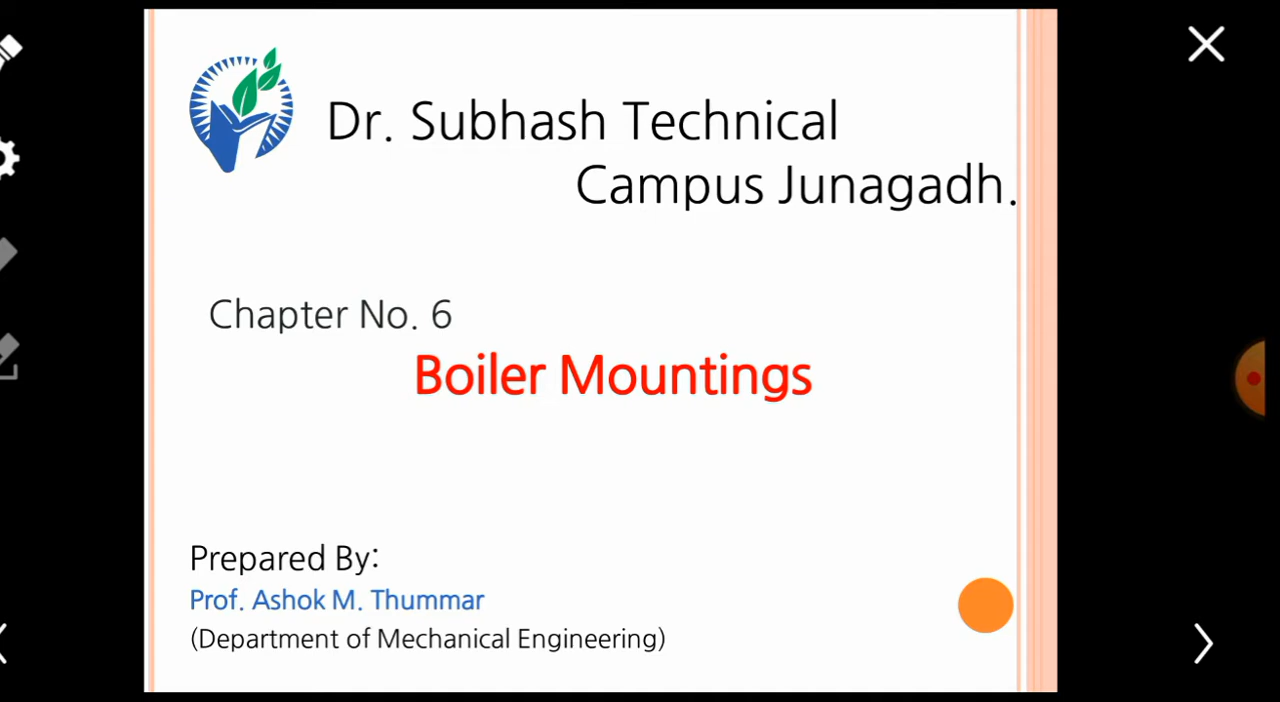 Dr. Subhash Technical
Campus Junagadh.
Chapter No. 6
Boiler Mountings
Prepared By:
Prof. Ashok M. Thummar
(Department of Mechanical Engineering)